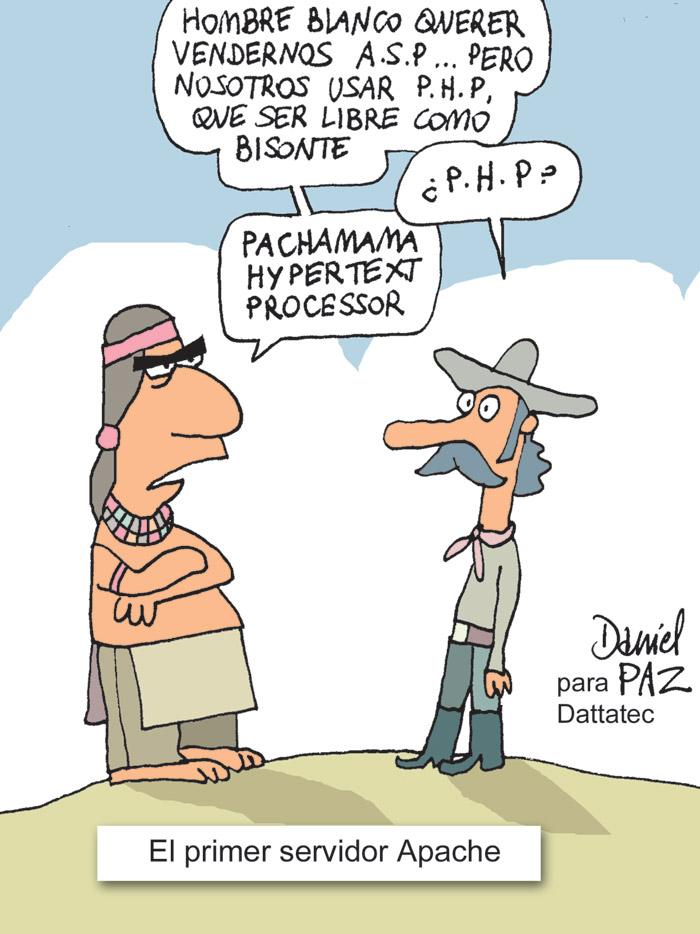 HOMBRE BLANCO QUERER
VENDERNOS A.S.P... PERO
NOSOTROS USAR P.H.P,
QUE SER LIBRE COMO
BISONTE
¿P.H.P?
PACHAMAMA
HYPERTEXT
PROCESSOR
Daniel
para PAZ
Dattatec
El primer servidor Apache